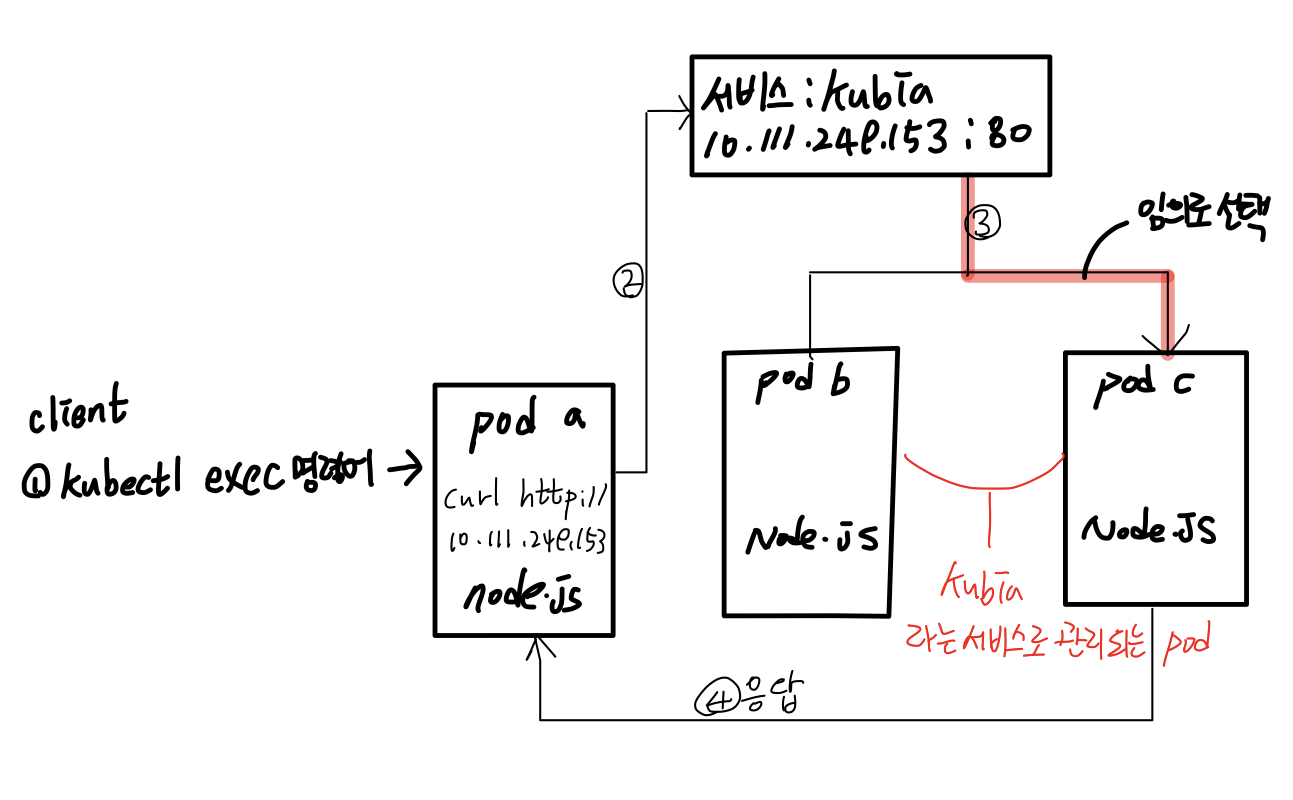 서비스 : kubia
10.111.249.153 : 80
③
임의로 선택
②
pod b
pod c
client
① kubectl exec 명령어 →
pod a
curl http://
10.111.249.153
node.js
Node.js
Node.JS
kubia
라는 서비스로 관리되는 pod
④ 응답